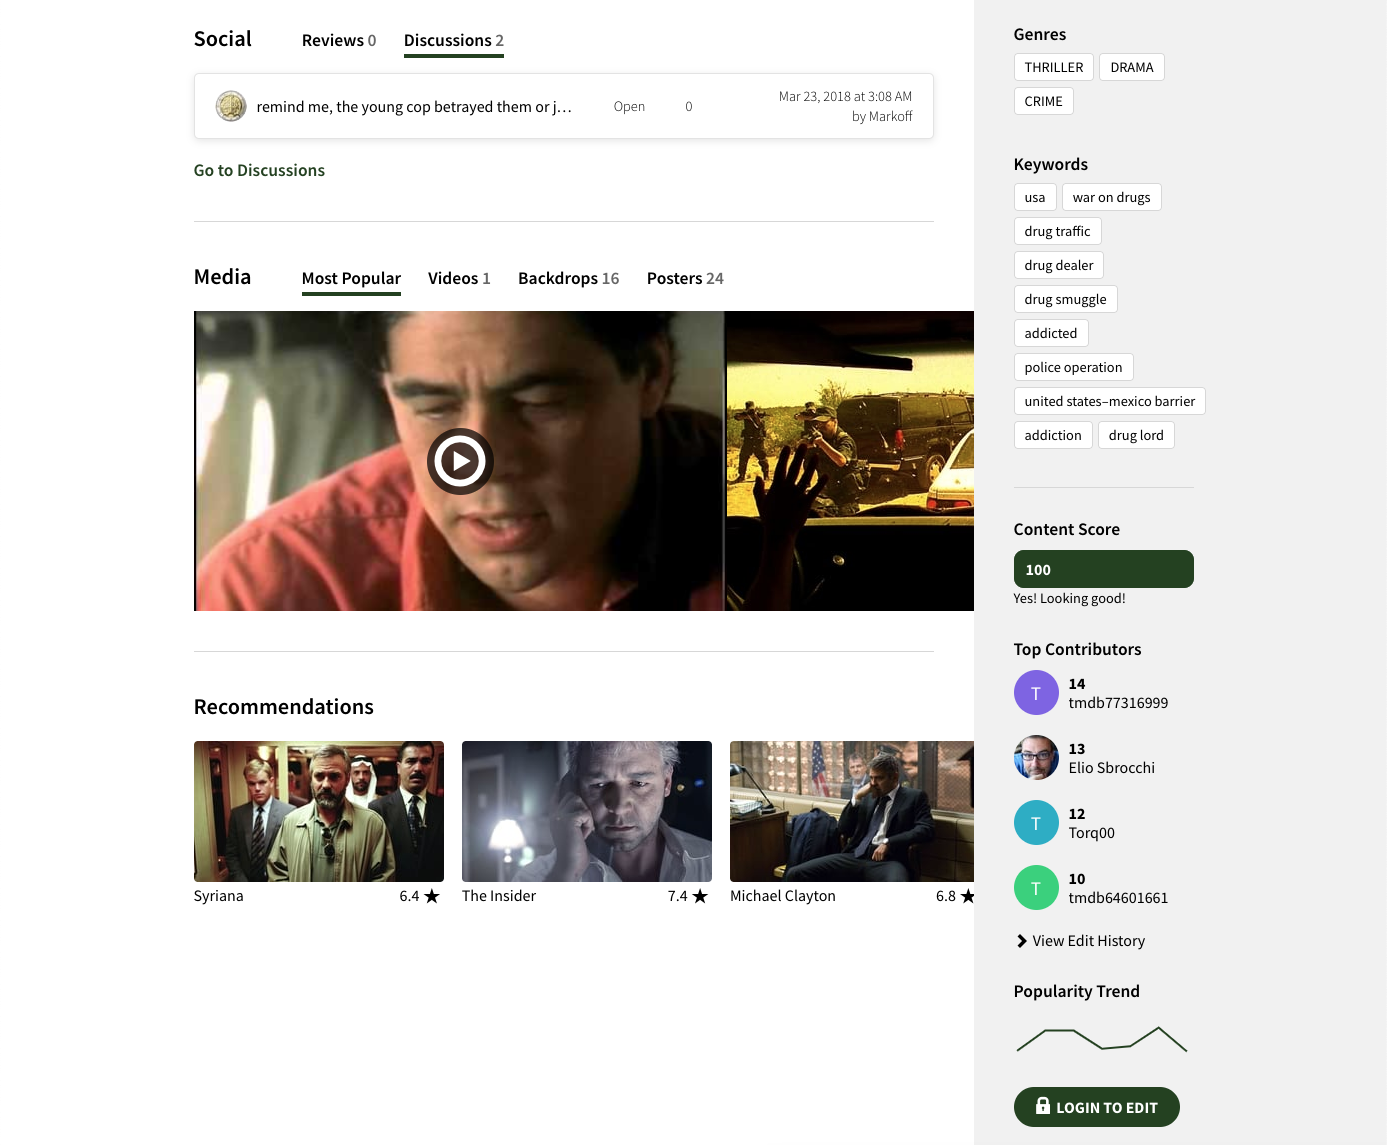 Social
Reviews 0
Discussions 2
remind me, the young cop betrayed them or j…
Open
0
Mar 23, 2018 at 3:08 AM
by Markoff
Go to Discussions
Media
Most Popular
Videos 1
Backdrops 16
Posters 24
Recommendations
Syriana
6.4
The Insider
7.4
Michael Clayton
6.8
Genres
THRILLER
DRAMA
CRIME
Keywords
usa
war on drugs
drug traffic
drug dealer
drug smuggle
addicted
police operation
united states–mexico barrier
addiction
drug lord
Content Score
100
Yes! Looking good!
Top Contributors
T
14
tmdb77316999
13
Elio Sbrocchi
T
12
Torq00
T
10
tmdb64601661
View Edit History
Popularity Trend
LOGIN TO EDIT